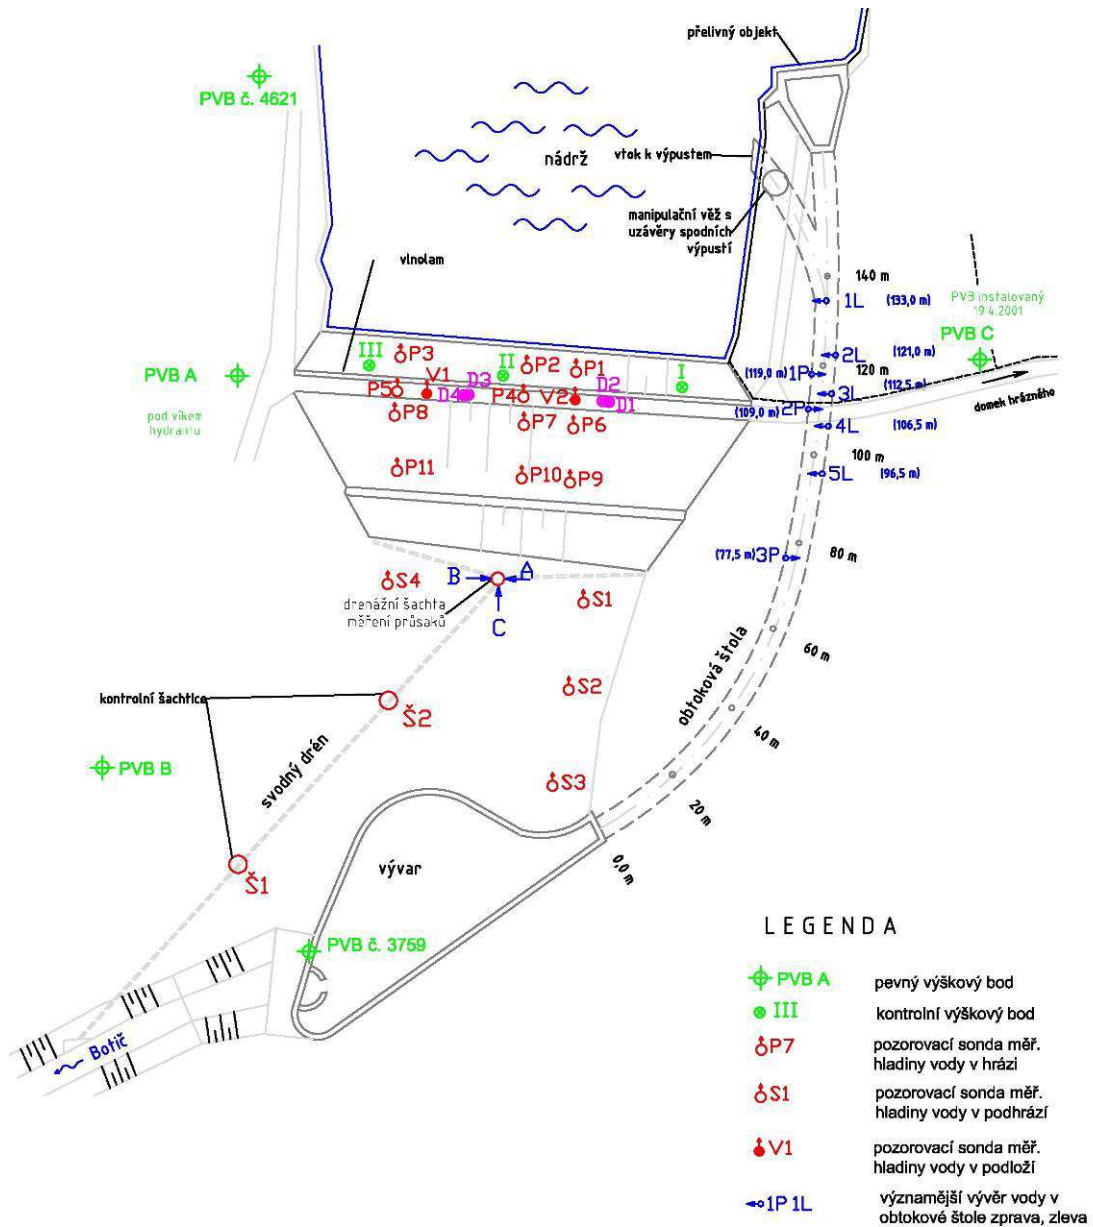 přelivný objekt
PVB č. 4621
nádrž
vtok k výpustem
manipulační věž s
uzávěry spodních
výpustí
vlnolam
140 m
1L (133,0 m)
PVB instalovaný
19.4.2001
PVB C
2L (121,0 m)
(119,0 m) 1P
120 m
3L (112,5 m)
(109,0 m) 2P
4L (106,5 m)
domek hrázného
100 m
5L (96,5 m)
(77,5 m) 3P
80 m
60 m
40 m
20 m
0,0 m
obtoková štola
III
P3
II
P2
P1
I
PVB A
V1
D3
D2
P5
D4
P4
V2
D1
pod víkem
hydrantu
P8
P7
P6
P11
P10
P9
S4
B
A
C
drenážní šachta
měření průsaků
S1
S2
S3
kontrolní šachtice
Š2
PVB B
svodný drén
Š1
vývar
PVB č. 3759
Botič
LEGENDA
PVB A pevný výškový bod
III kontrolní výškový bod
P7 pozorovací sonda měř.
hladiny vody v hrázi
S1 pozorovací sonda měř.
hladiny vody v podhrází
V1 pozorovací sonda měř.
hladiny vody v podloží
1P 1L významější vývěr vody v
obtokové štole zprava, zleva